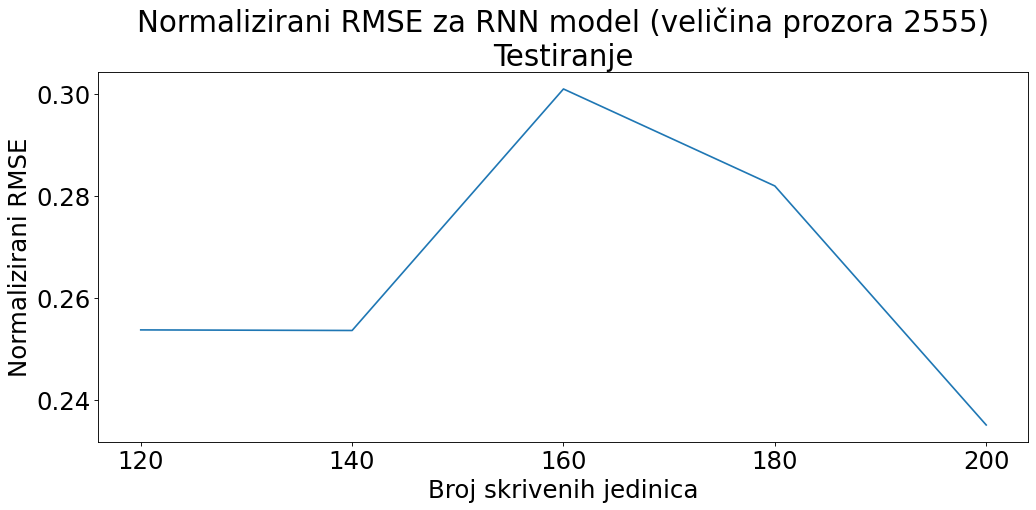 Normalizirani RMSE za RNN model (veličina prozora 2555)
Testiranje
Normalizirani RMSE
0.30
0.28
0.26
0.24
120 140 160 180 200
Broj skrivenih jedinica